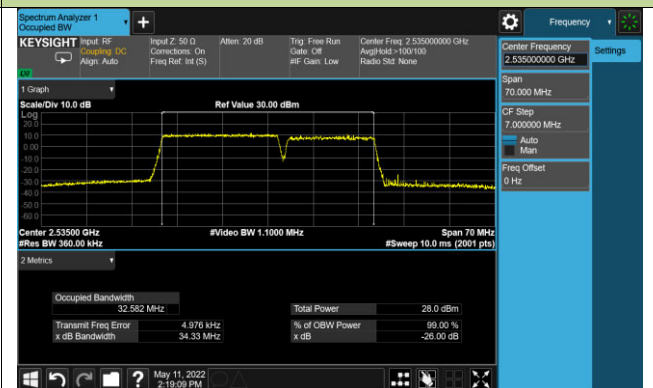 Spectrum Analyzer 1
Occupied BW
+
Frequency
KEYSIGHT Input: RF
Coupling: DC
Align: Auto
Input Z: 50 Ω
Corrections: On
Freq Ref: Int (S)
Atten: 20 dB
Trig: Free Run
Gate: Off
#IF Gain: Low
Center Freq: 2.535000000 GHz
Avg|Hold:>100/100
Radio Std: None
Center Frequency
2.535000000 GHz
Settings
Span
70.000 MHz
CF Step
7.000000 MHz
Auto
Man
Freq Offset
0 Hz
1 Graph
Scale/Div 10.0 dB
Ref Value 30.00 dBm
Log
20.0
10.0
0.00
-10.0
-20.0
-30.0
-40.0
-50.0
-60.0
Center 2.53500 GHz
#Video BW 1.1000 MHz
Span 70 MHz
#Res BW 360.00 kHz
#Sweep 10.0 ms (2001 pts)
2 Metrics
Occupied Bandwidth
32.582 MHz
Total Power 28.0 dBm
Transmit Freq Error 4.976 kHz
% of OBW Power 99.00 %
x dB Bandwidth 34.33 MHz
x dB -26.00 dB
?
May 11, 2022
2:19:09 PM